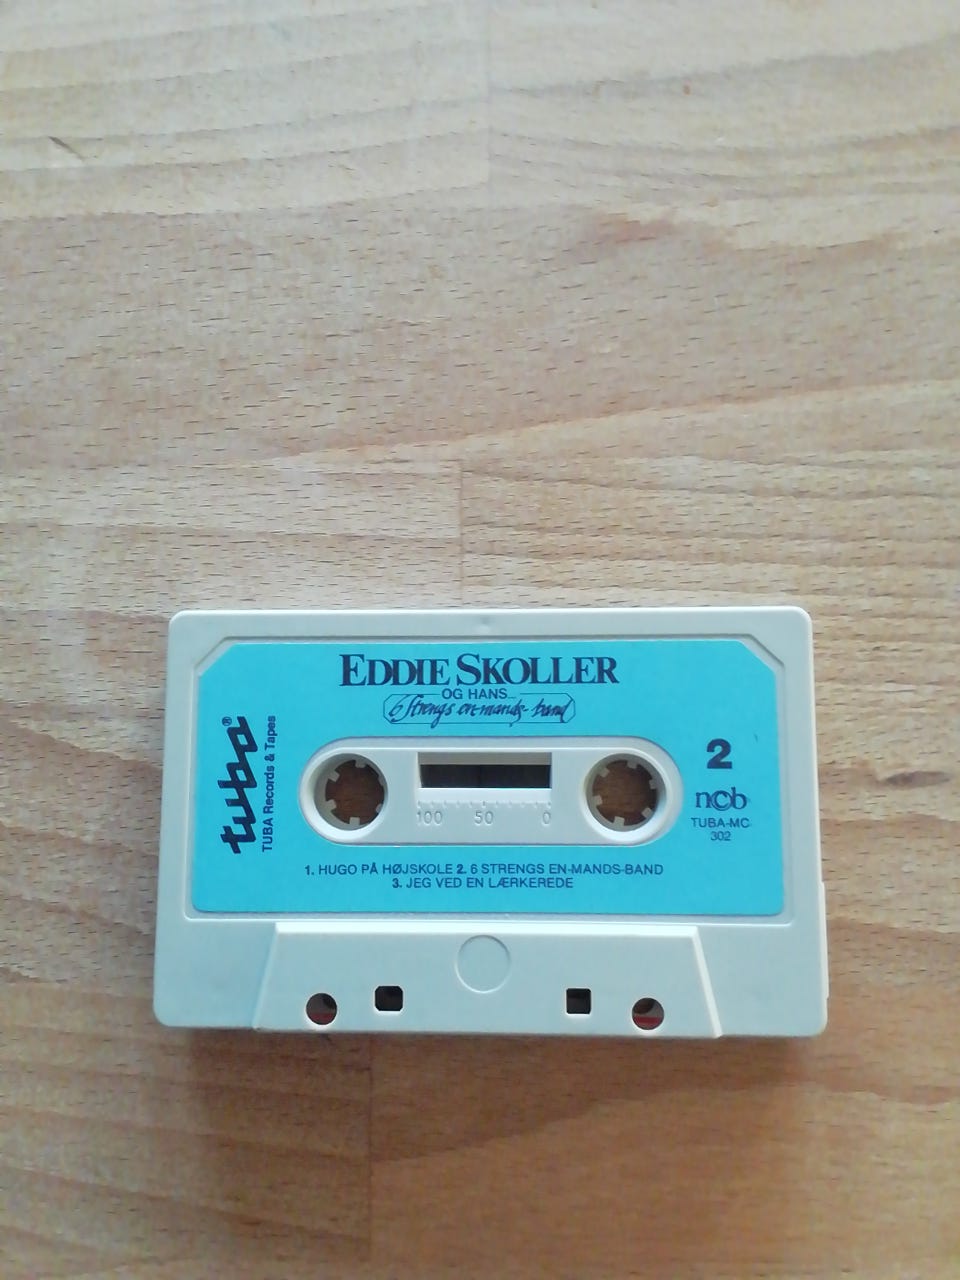 EDDIE SKOLLER
OG HANS...
6 Strengs en-mands-band
tuba®
TUBA Records & Tapes
2
ncb
TUBA-MC
302
100 50 0
1. HUGO PÅ HØJSKOLE 2. 6 STRENGS EN-MANDS-BAND
3. JEG VED EN LÆRKEREDE